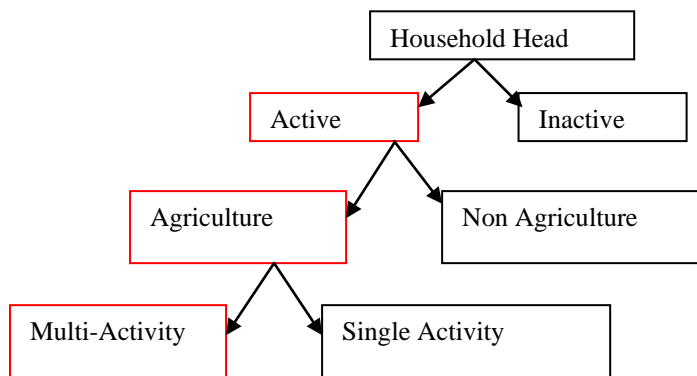 Household Head
Active
Inactive
Agriculture
Non Agriculture
Multi-Activity
Single Activity